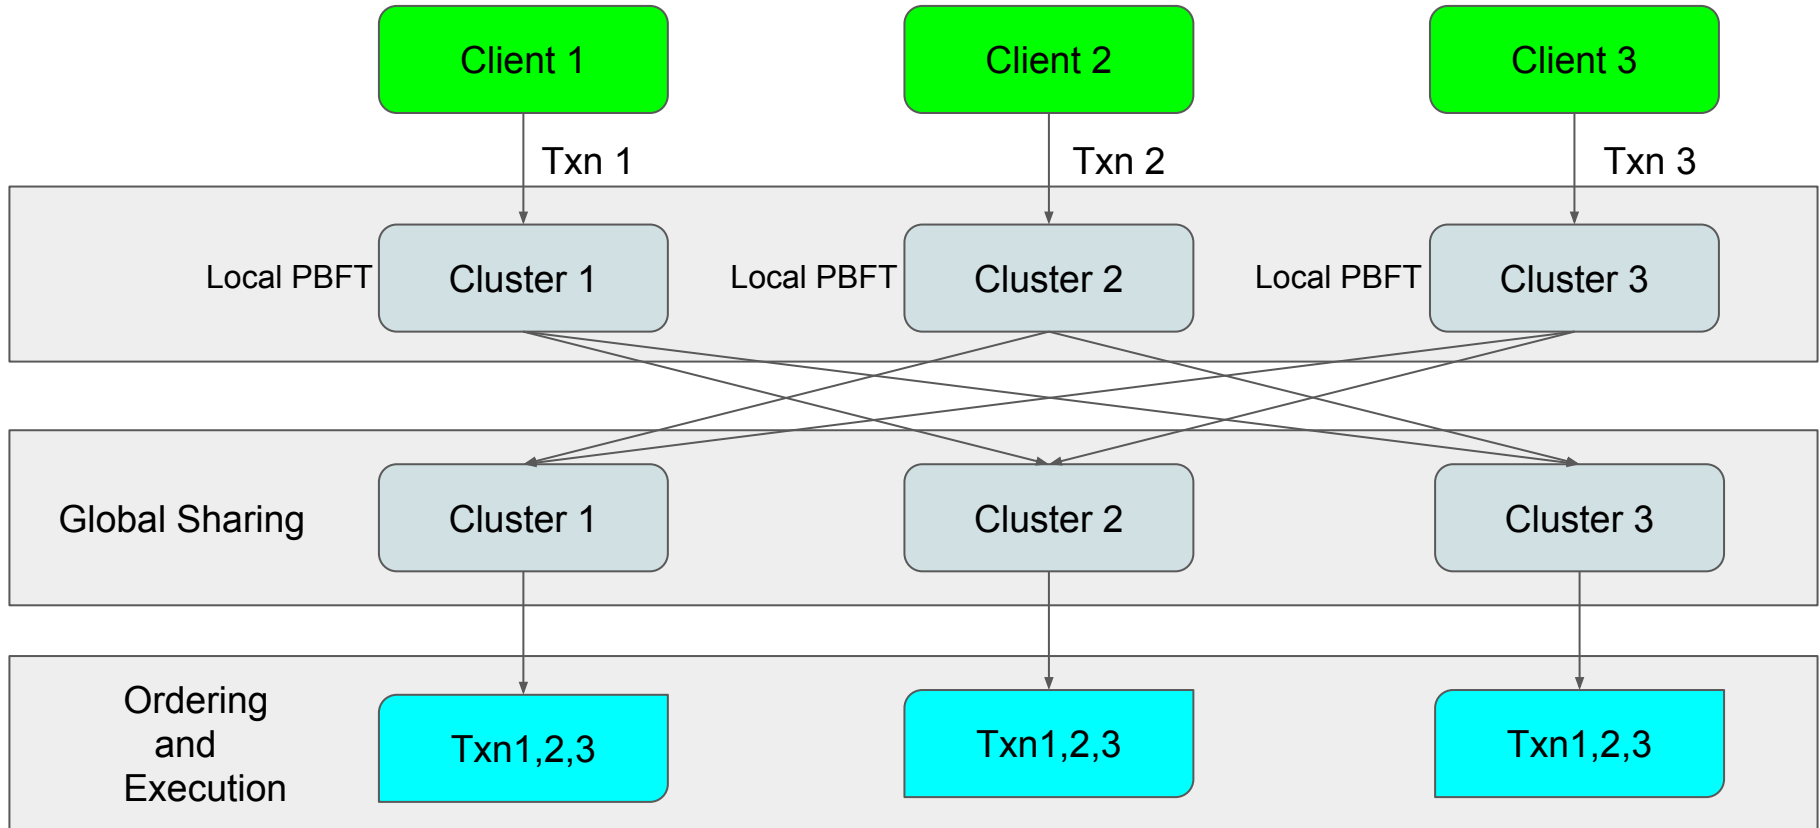 Client 1
Client 2
Client 3
Txn 1
Txn 2
Txn 3
Local PBFT
Cluster 1
Local PBFT
Cluster 2
Local PBFT
Cluster 3
Global Sharing
Cluster 1
Cluster 2
Cluster 3
Ordering
and
Execution
Txn1,2,3
Txn1,2,3
Txn1,2,3